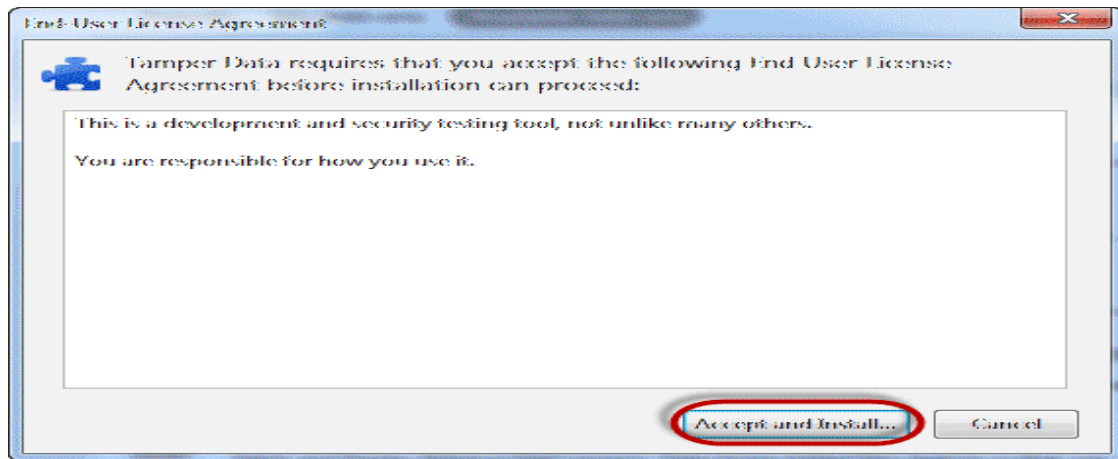 End-User License Agreement
Tamper Data requires that you accept the following End User License
Agreement before installation can proceed:
This is a development and security testing tool, not unlike many others.
You are responsible for how you use it.
Accept and Install...
Cancel